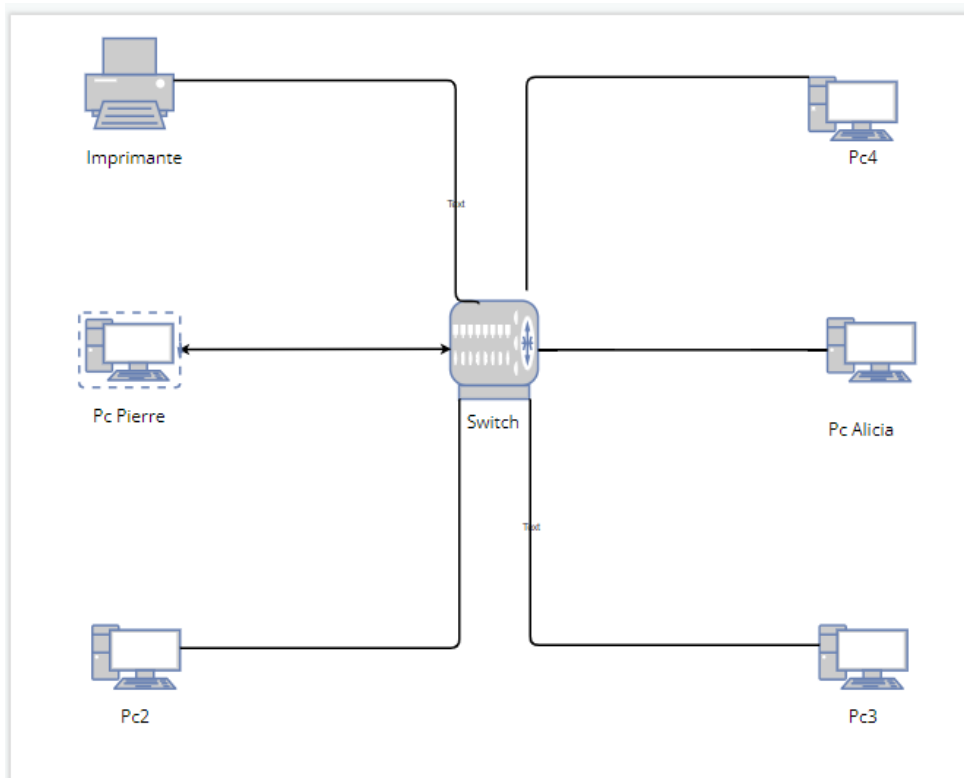 Imprimante
Pc4
Text
Pc Pierre
Switch
Pc Alicia
Text
Pc2
Pc3